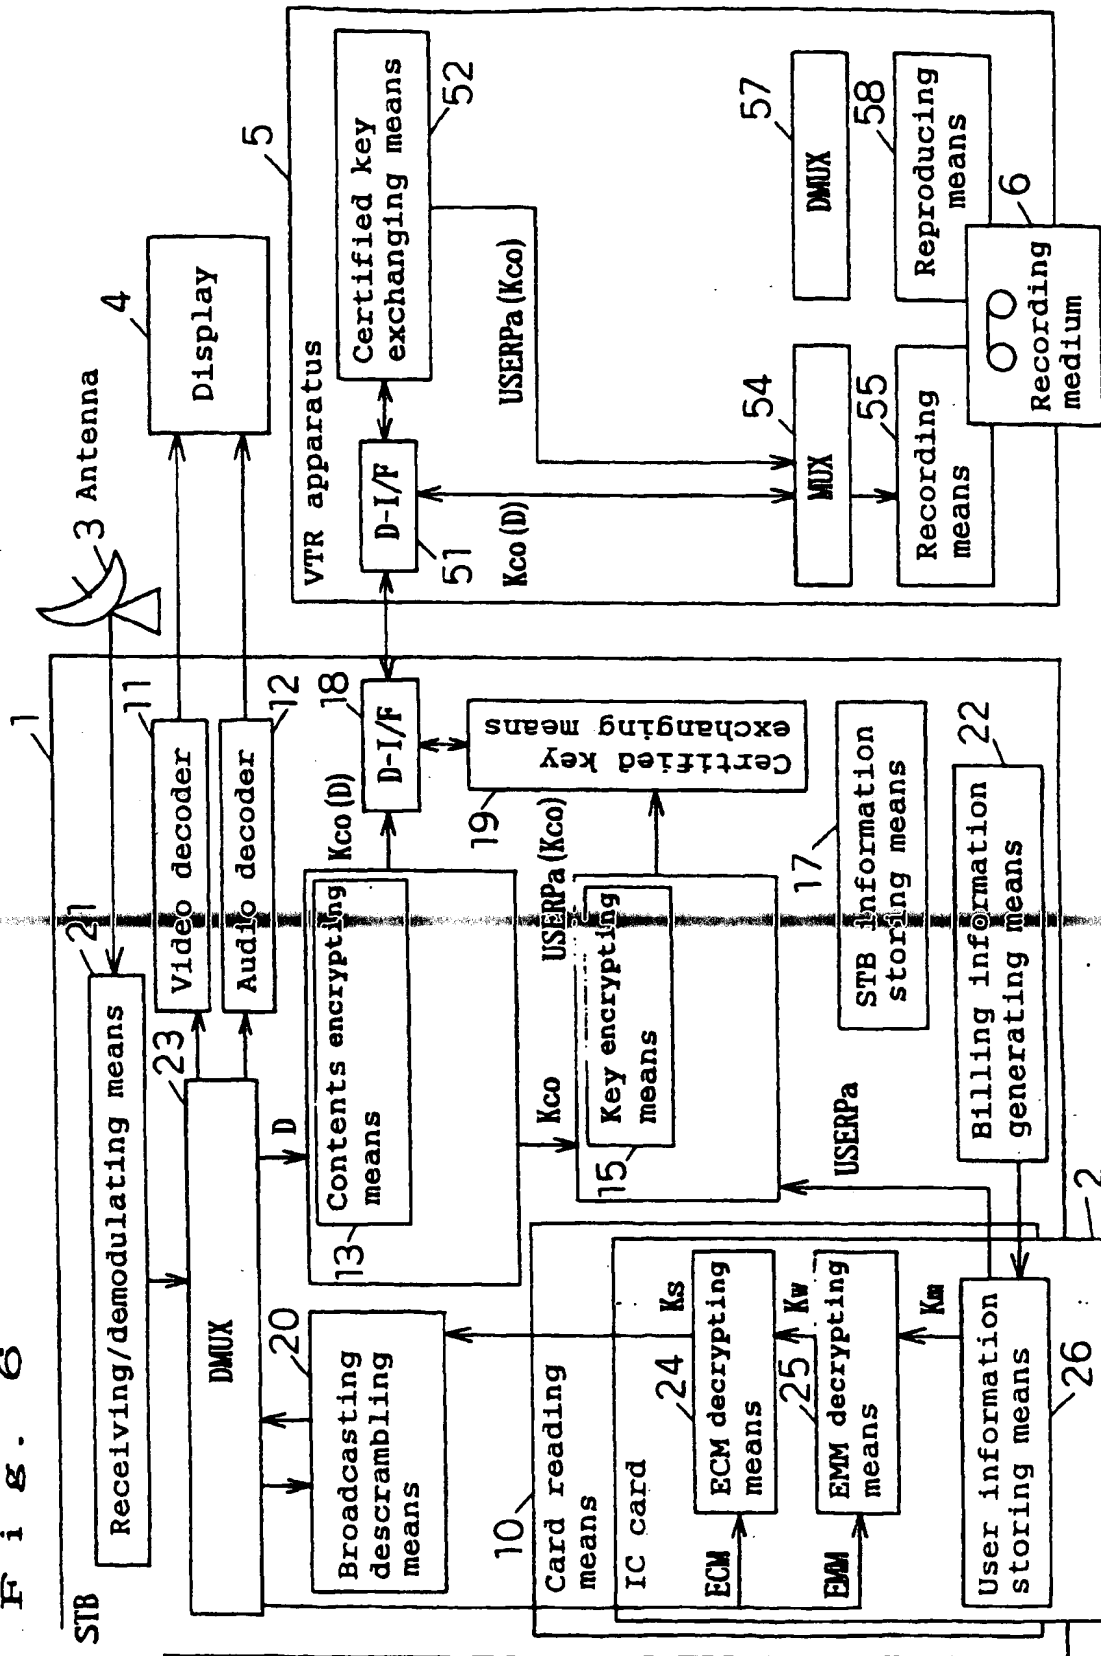 Fig. 6
STB
1
3 Antenna
4
Display
21
Receiving/demodulating means
11
Video decoder
12
Audio decoder
23
DMUX
D
20
Broadcasting
descrambling
means
13
Contents encrypting
means
Kco(D)
18
D-I/F
19
Certified key
exchanging means
Kco
USERPa(Kco)
15
Key encrypting
means
USERPa
17
STB information
storing means
22
Billing information
generating means
10
Card reading
means
2
IC card
Ks
24
ECM decrypting
means
ECM
Kw
25
EMM decrypting
means
EMM
Km
User information
storing means
26
5
VTR apparatus
D-I/F
51
Certified key
exchanging means
52
USERPa(Kco)
Kco(D)
54
MUX
57
DMUX
55
Recording
means
58
Reproducing
means
6
Recording
medium